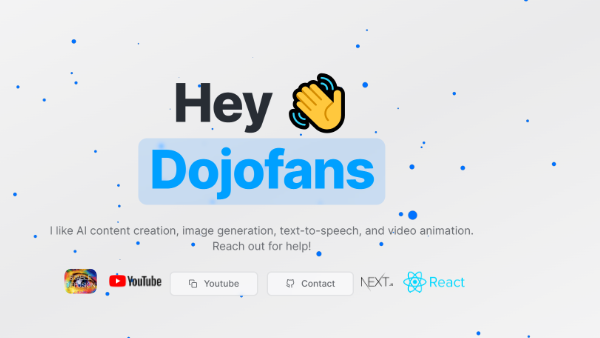 Hey
Dojofans
I like AI content creation, image generation, text-to-speech, and video animation.
Reach out for help!
YouTube
Youtube
Contact
NEXT.
React